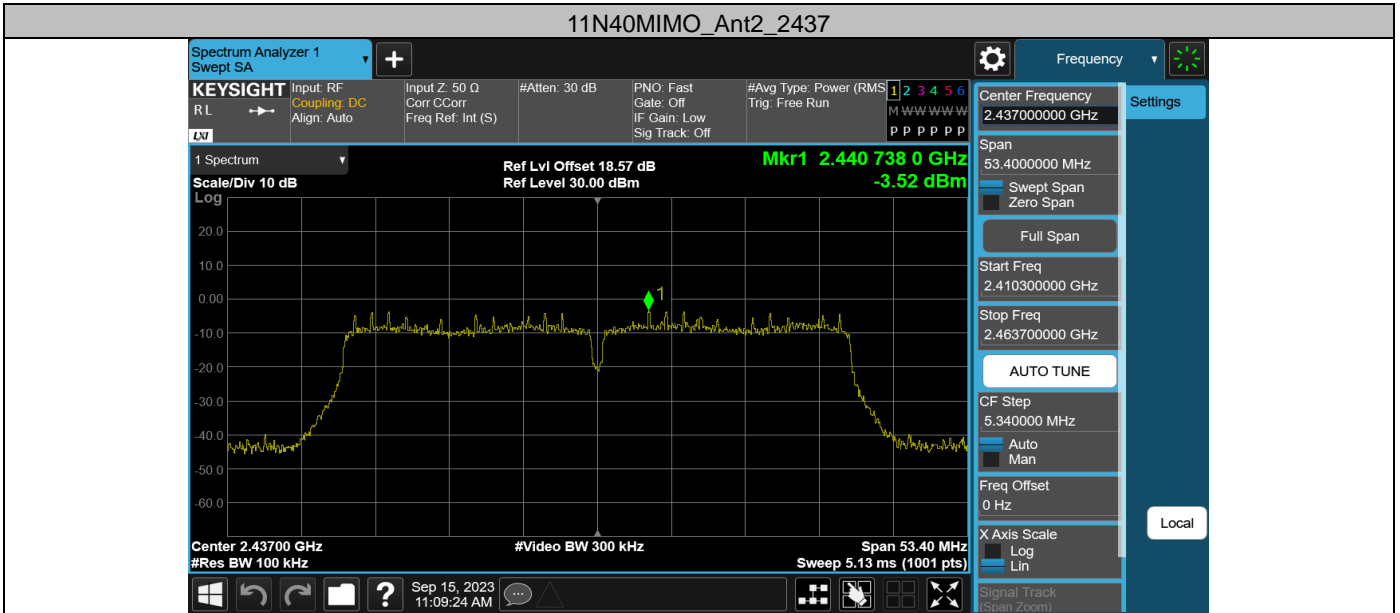 11N40MIMO_Ant2_2437
Spectrum Analyzer 1
Swept SA
+
Frequency
KEYSIGHT
RL
LXI
Input: RF
Coupling: DC
Align: Auto
Input Z: 50 Ω
Corr CCorr
Freq Ref: Int (S)
#Atten: 30 dB
PNO: Fast
Gate: Off
IF Gain: Low
Sig Track: Off
#Avg Type: Power (RMS
Trig: Free Run
1 2 3 4 5 6
M W W W W W
P P P P P P
1 Spectrum
Scale/Div 10 dB
Log
Ref Lvl Offset 18.57 dB
Ref Level 30.00 dBm
Mkr1 2.440 738 0 GHz
-3.52 dBm
20.0
10.0
0.00
-10.0
-20.0
-30.0
-40.0
-50.0
-60.0
1
Center 2.43700 GHz
#Res BW 100 kHz
#Video BW 300 kHz
Span 53.40 MHz
Sweep 5.13 ms (1001 pts)
Center Frequency
2.437000000 GHz
Span
53.4000000 MHz
Swept Span
Zero Span
Full Span
Start Freq
2.410300000 GHz
Stop Freq
2.463700000 GHz
AUTO TUNE
CF Step
5.340000 MHz
Auto
Man
Freq Offset
0 Hz
X Axis Scale
Log
Lin
Signal Track
(Span Zoom)
Settings
Local
?
Sep 15, 2023
11:09:24 AM